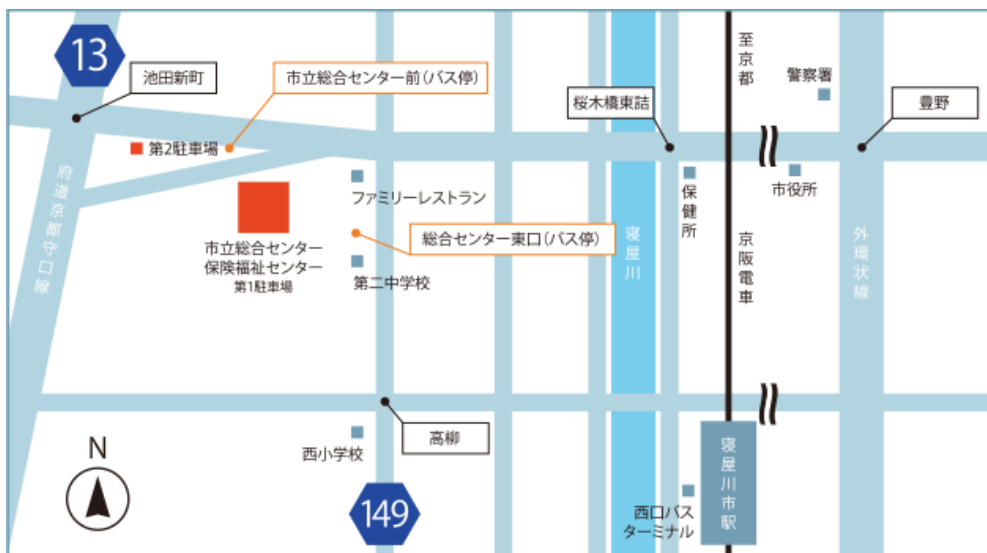 13
池田新町
市立総合センター前(バス停)
桜木橋東詰
至京都
警察署
豊野
第2駐車場
府道京都守口線
ファミリーレストラン
保健所
市役所
市立総合センター
保険福祉センター
第1駐車場
総合センター東口(バス停)
第二中学校
寝屋川
京阪電車
外環状線
高柳
西小学校
N
149
西口バス
ターミナル
寝屋川市駅